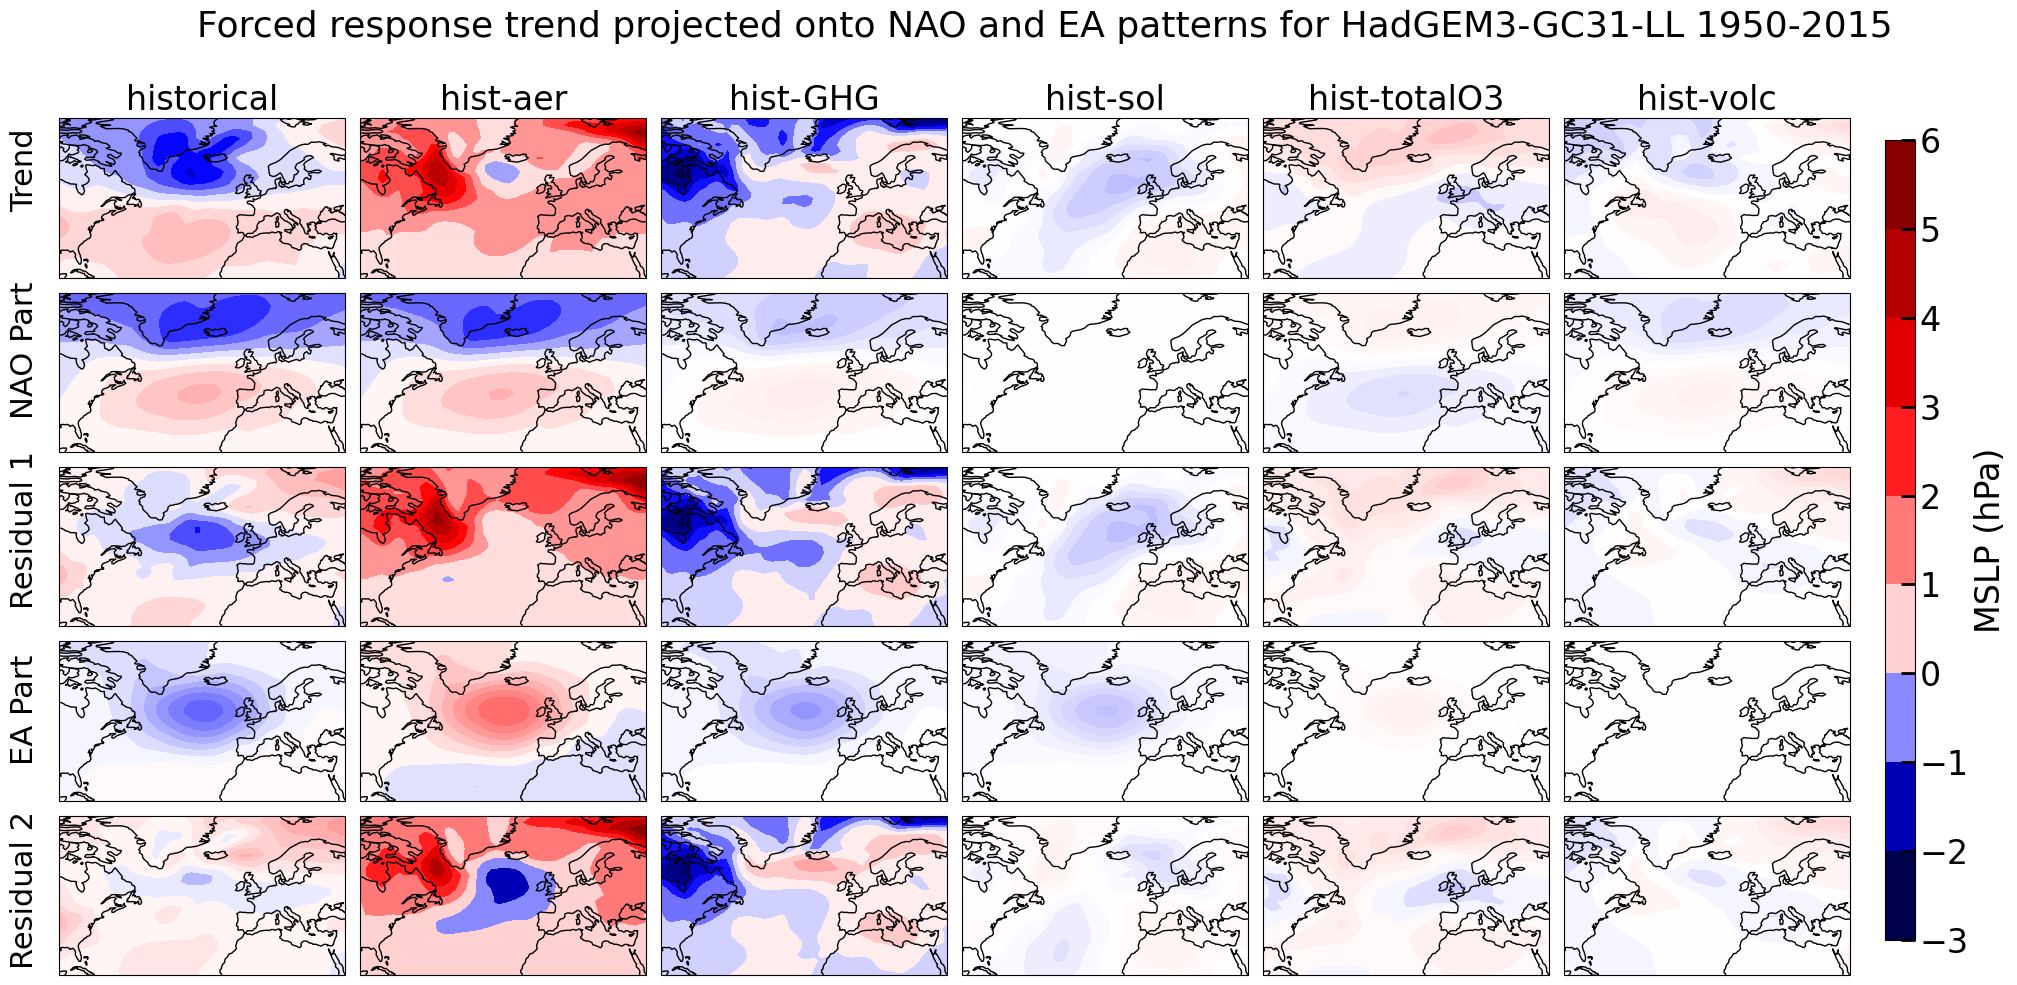 Forced response trend projected onto NAO and EA patterns for HadGEM3-GC31-LL 1950-2015
historical hist-aer hist-GHG hist-sol hist-totalO3 hist-volc
Trend
NAO Part
Residual 1
EA Part
Residual 2
6
5
4
3
2
1
0
−1
−2
−3
MSLP (hPa)